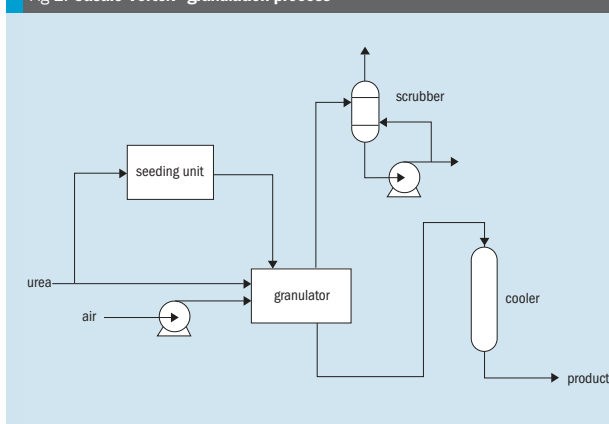 scrubber
seeding unit
urea
granulator
air
cooler
product